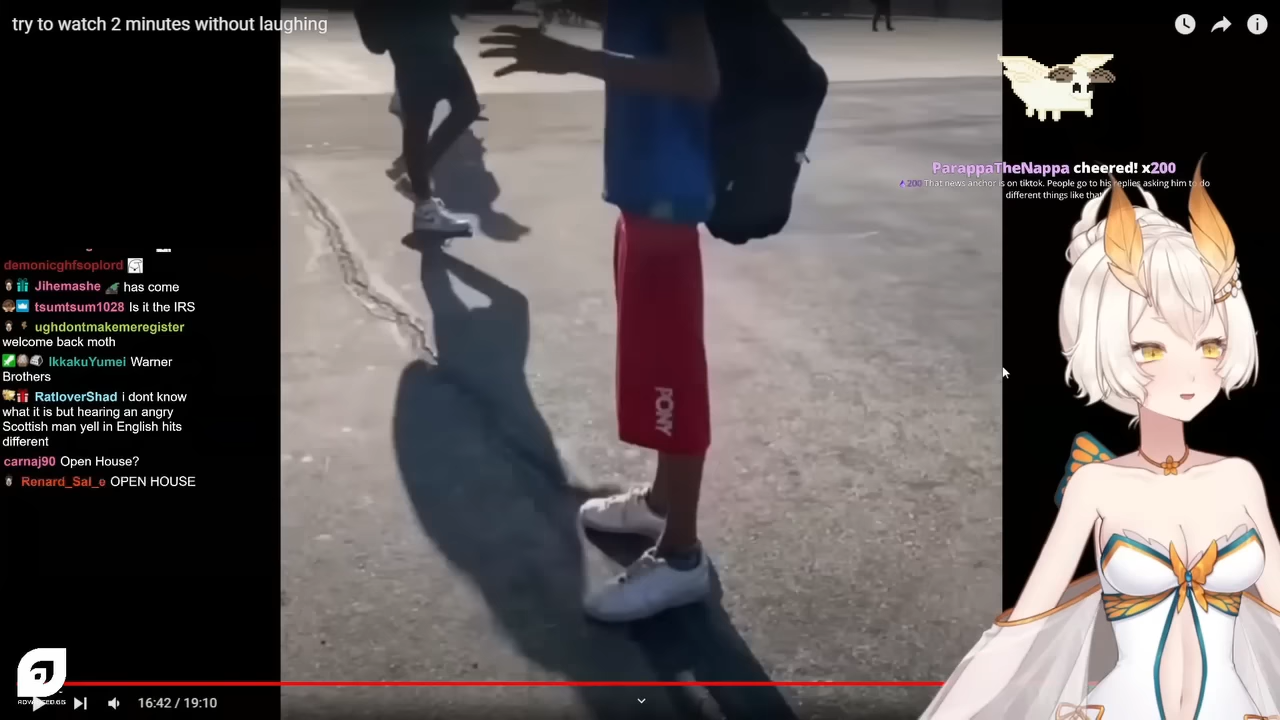 try to watch 2 minutes without laughing
ParappaTheNappa cheered! x200
200 That news anchor is on tiktok. People go to his replies asking him to do
different things like that
demonicghfsoplord
Jihemashe has come
tsumtsum1028 Is it the IRS
ughdontmakemeregister
welcome back moth
IkkakuYumei Warner
Brothers
RatloverShad i dont know
what it is but hearing an angry
Scottish man yell in English hits
different
carnaj90 Open House?
Renard_Sal_e OPEN HOUSE
PONY
16:42 / 19:10